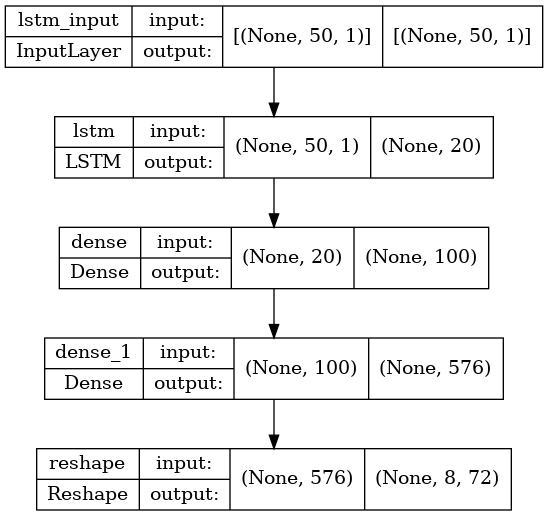 lstm_input input: [(None, 50, 1)] [(None, 50, 1)]
InputLayer output:
lstm input: (None, 50, 1) (None, 20)
LSTM output:
dense input: (None, 20) (None, 100)
Dense output:
dense_1 input: (None, 100) (None, 576)
Dense output:
reshape input: (None, 576) (None, 8, 72)
Reshape output: